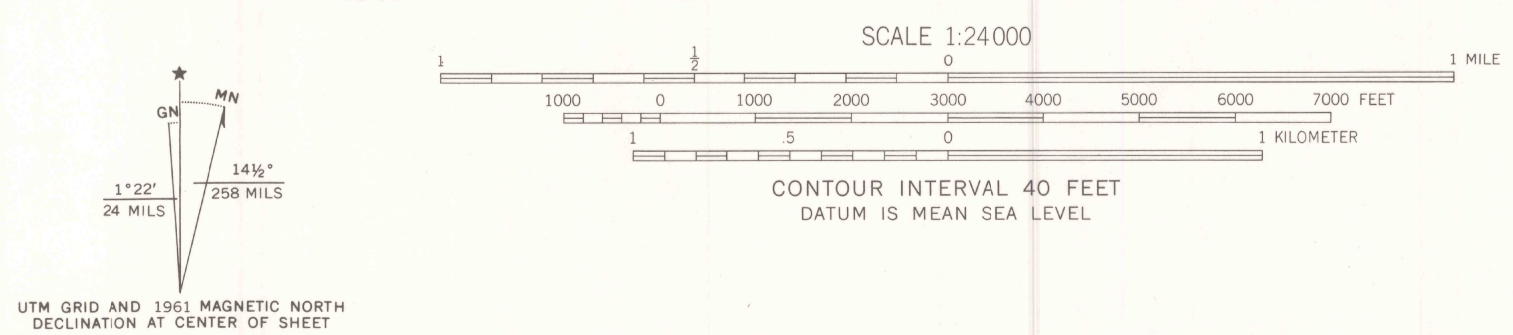 SCALE 1:24000
1 1/2 0 1 MILE
1000 0 1000 2000 3000 4000 5000 6000 7000 FEET
1 .5 0 1 KILOMETER
CONTOUR INTERVAL 40 FEET
DATUM IS MEAN SEA LEVEL
★
GN
MN
1°22'
24 MILS
14½°
258 MILS
UTM GRID AND 1961 MAGNETIC NORTH
DECLINATION AT CENTER OF SHEET